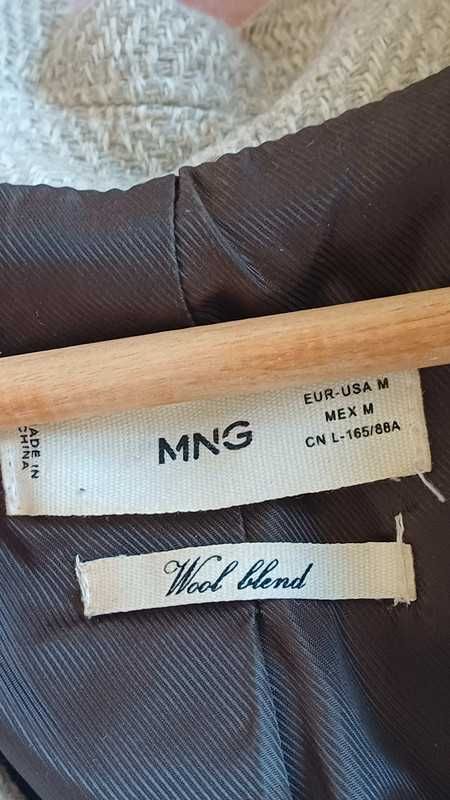 MADE IN
CHINA
MNG
EUR-USA M
MEX M
CN L-165/88A
Wool blend